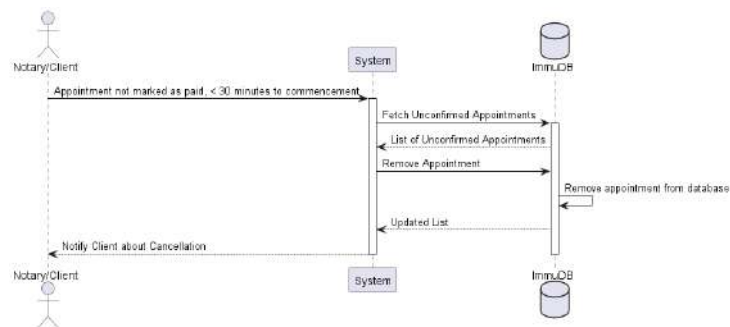 Notary/Client
System
ImmuDB
Appointment not marked as paid, < 30 minutes to commencement
Fetch Unconfirmed Appointments
List of Unconfirmed Appointments
Remove Appointment
Remove appointment from database
Updated List
Notify Client about Cancellation
Notary/Client
System
ImmuDB